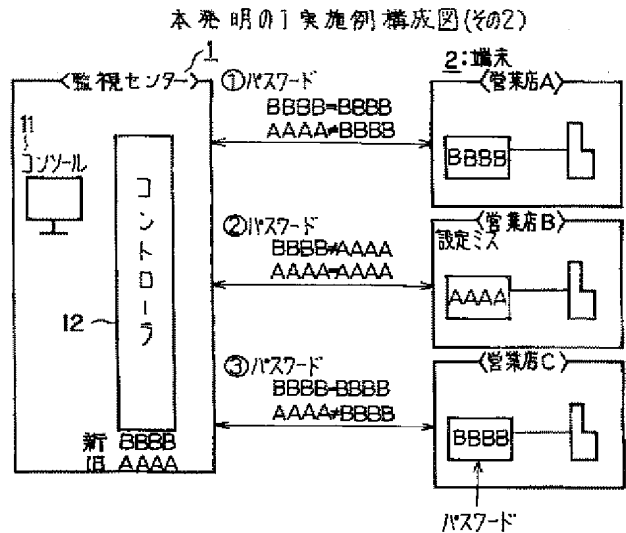 本発明の1実施例構成図(その2)
1
〈監視センター〉
11
コンソール
コントローラ
12
新 BBBB
旧 AAAA
①パスワード
BBBB=BBBB
AAAA≠BBBB
②パスワード
BBBB≠AAAA
AAAA=AAAA
③パスワード
BBBB=BBBB
AAAA≠BBBB
2:端末
〈営業店A〉
BBBB
〈営業店B〉
設定ミス
AAAA
〈営業店C〉
BBBB
パスワード